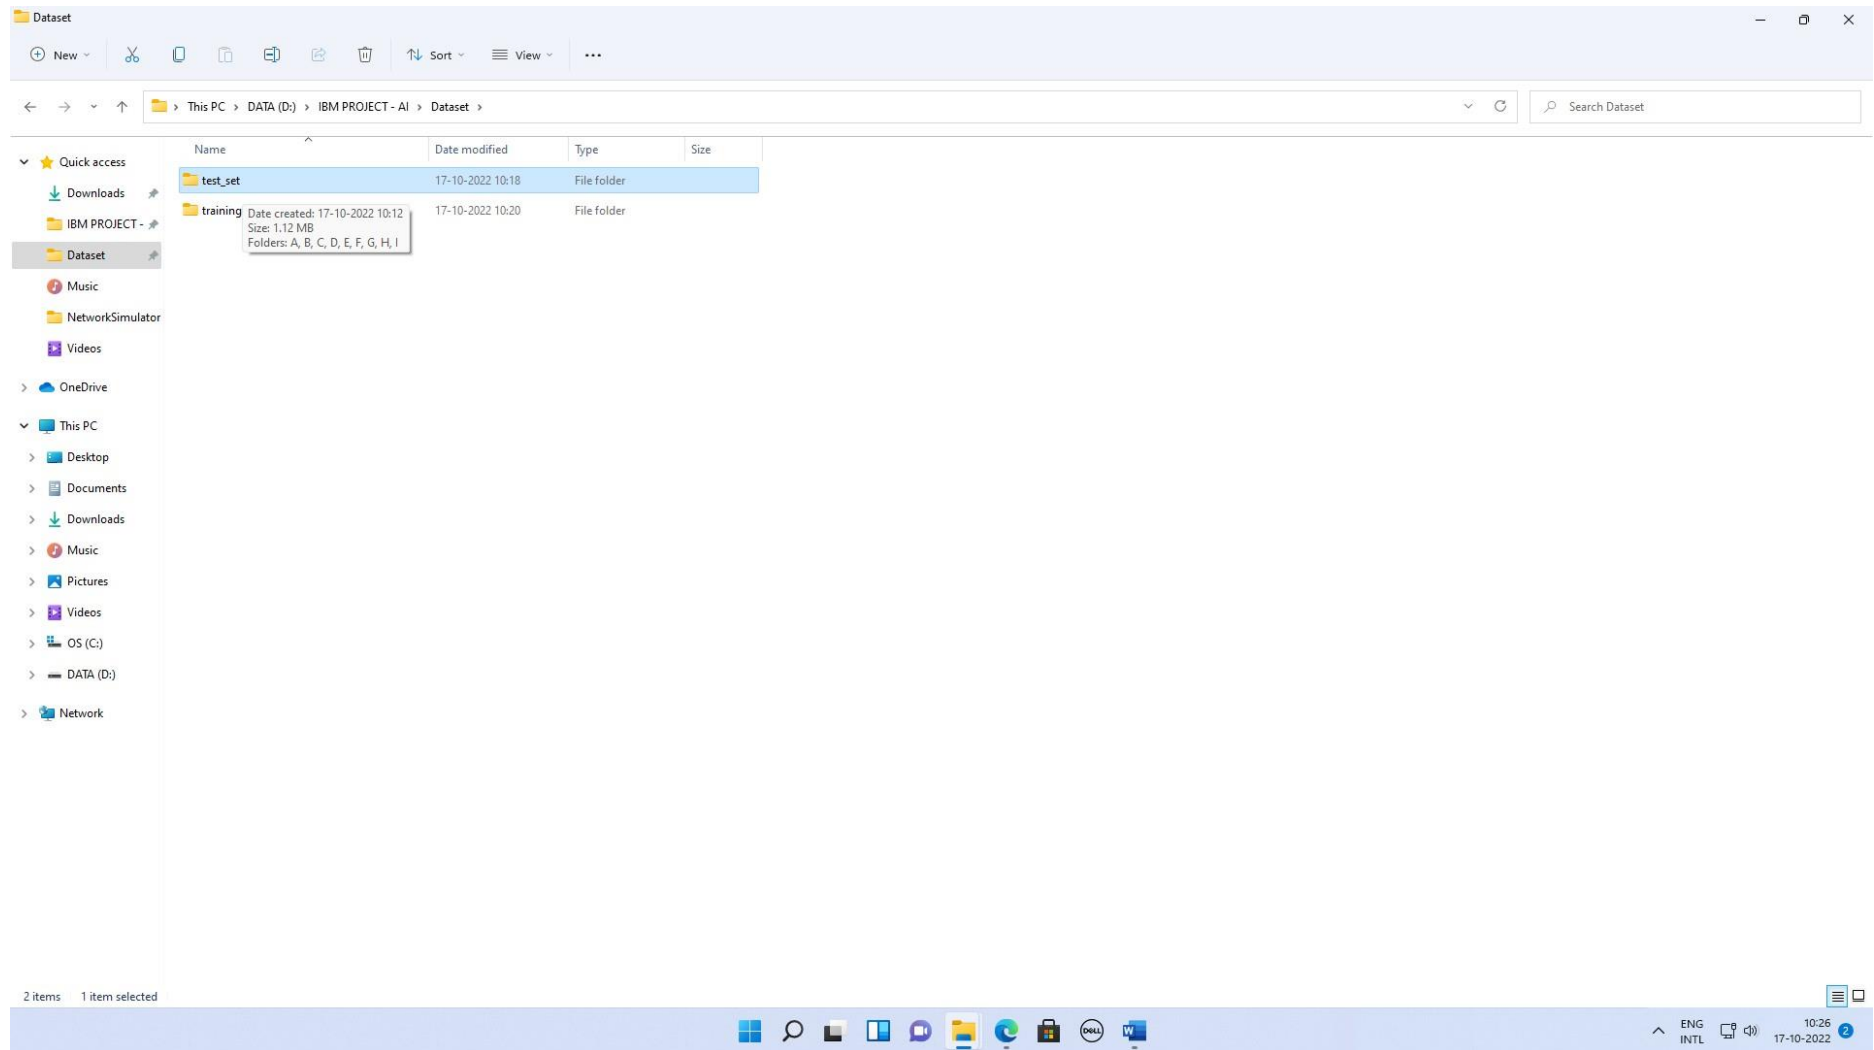 Dataset
New
Sort
View
This PC > DATA (D:) > IBM PROJECT - AI > Dataset >
Search Dataset
Name Date modified Type Size
Quick access
Downloads
IBM PROJECT -
Dataset
Music
NetworkSimulator
Videos
OneDrive
This PC
Desktop
Documents
Downloads
Music
Pictures
Videos
OS (C:)
DATA (D:)
Network
test_set 17-10-2022 10:18 File folder
training 17-10-2022 10:20 File folder
Date created: 17-10-2022 10:12
Size: 1.12 MB
Folders: A, B, C, D, E, F, G, H, I
2 items 1 item selected
DELL
W
ENG
INTL
10:26
17-10-2022
2